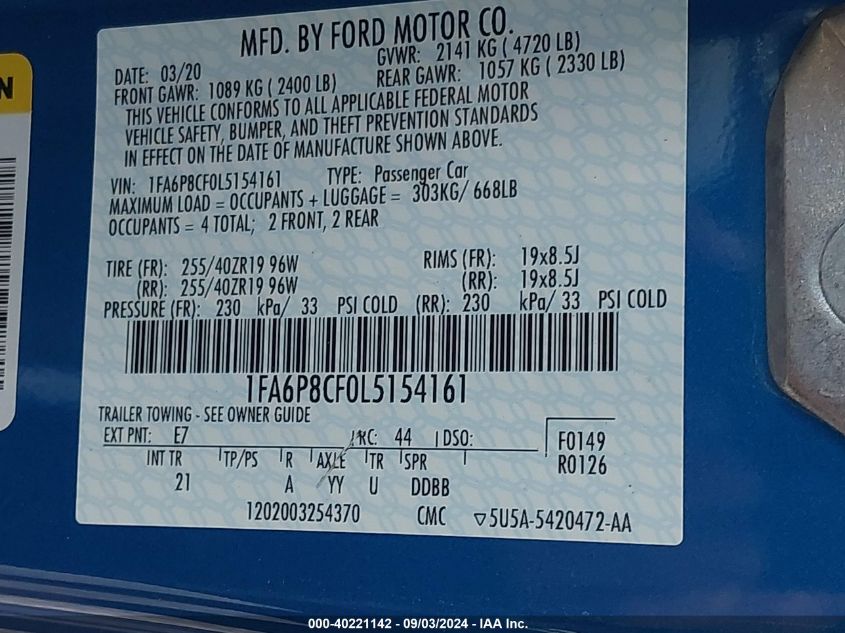 MFD. BY FORD MOTOR CO.
DATE: 03/20 GVWR: 2141 KG ( 4720 LB)
FRONT GAWR: 1089 KG ( 2400 LB) REAR GAWR: 1057 KG ( 2330 LB)
THIS VEHICLE CONFORMS TO ALL APPLICABLE FEDERAL MOTOR
VEHICLE SAFETY, BUMPER, AND THEFT PREVENTION STANDARDS
IN EFFECT ON THE DATE OF MANUFACTURE SHOWN ABOVE.
VIN: 1FA6P8CF0L5154161 TYPE: Passenger Car
MAXIMUM LOAD = OCCUPANTS + LUGGAGE = 303KG/ 668LB
OCCUPANTS = 4 TOTAL; 2 FRONT, 2 REAR
TIRE (FR): 255/40ZR19 96W RIMS (FR): 19x8.5J
(RR): 255/40ZR19 96W (RR): 19x8.5J
PRESSURE (FR): 230 kPa/ 33 PSI COLD (RR): 230 kPa/ 33 PSI COLD
1FA6P8CF0L5154161
TRAILER TOWING - SEE OWNER GUIDE
EXT PNT: E7 RC: 44 DSO: F0149
INT TR TP/PS R AXLE TR SPR R0126
21 A YY U DDBB
1202003254370 CMC ▽5U5A-5420472-AA
N
000-40221142 - 09/03/2024 - IAA Inc.